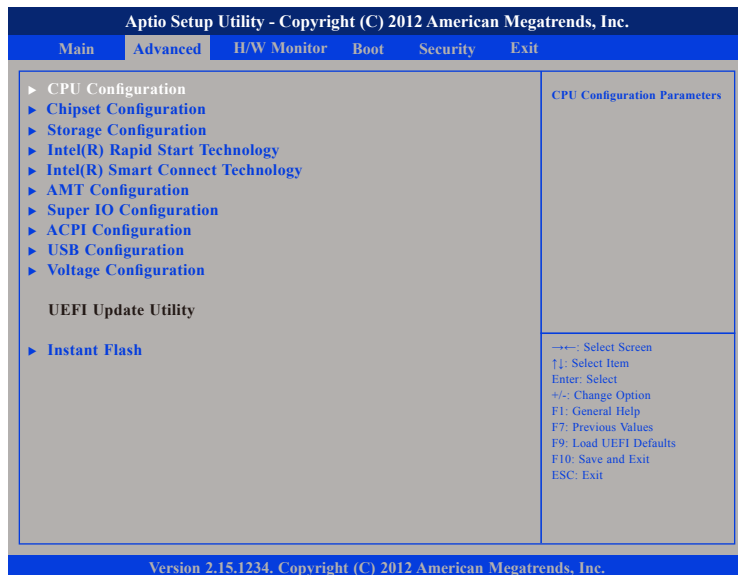 Aptio Setup Utility - Copyright (C) 2012 American Megatrends, Inc.
Main Advanced H/W Monitor Boot Security Exit
► CPU Configuration
► Chipset Configuration
► Storage Configuration
► Intel(R) Rapid Start Technology
► Intel(R) Smart Connect Technology
► AMT Configuration
► Super IO Configuration
► ACPI Configuration
► USB Configuration
► Voltage Configuration
UEFI Update Utility
► Instant Flash
CPU Configuration Parameters
→←: Select Screen
↑↓: Select Item
Enter: Select
+/-: Change Option
F1: General Help
F7: Previous Values
F9: Load UEFI Defaults
F10: Save and Exit
ESC: Exit
Version 2.15.1234. Copyright (C) 2012 American Megatrends, Inc.